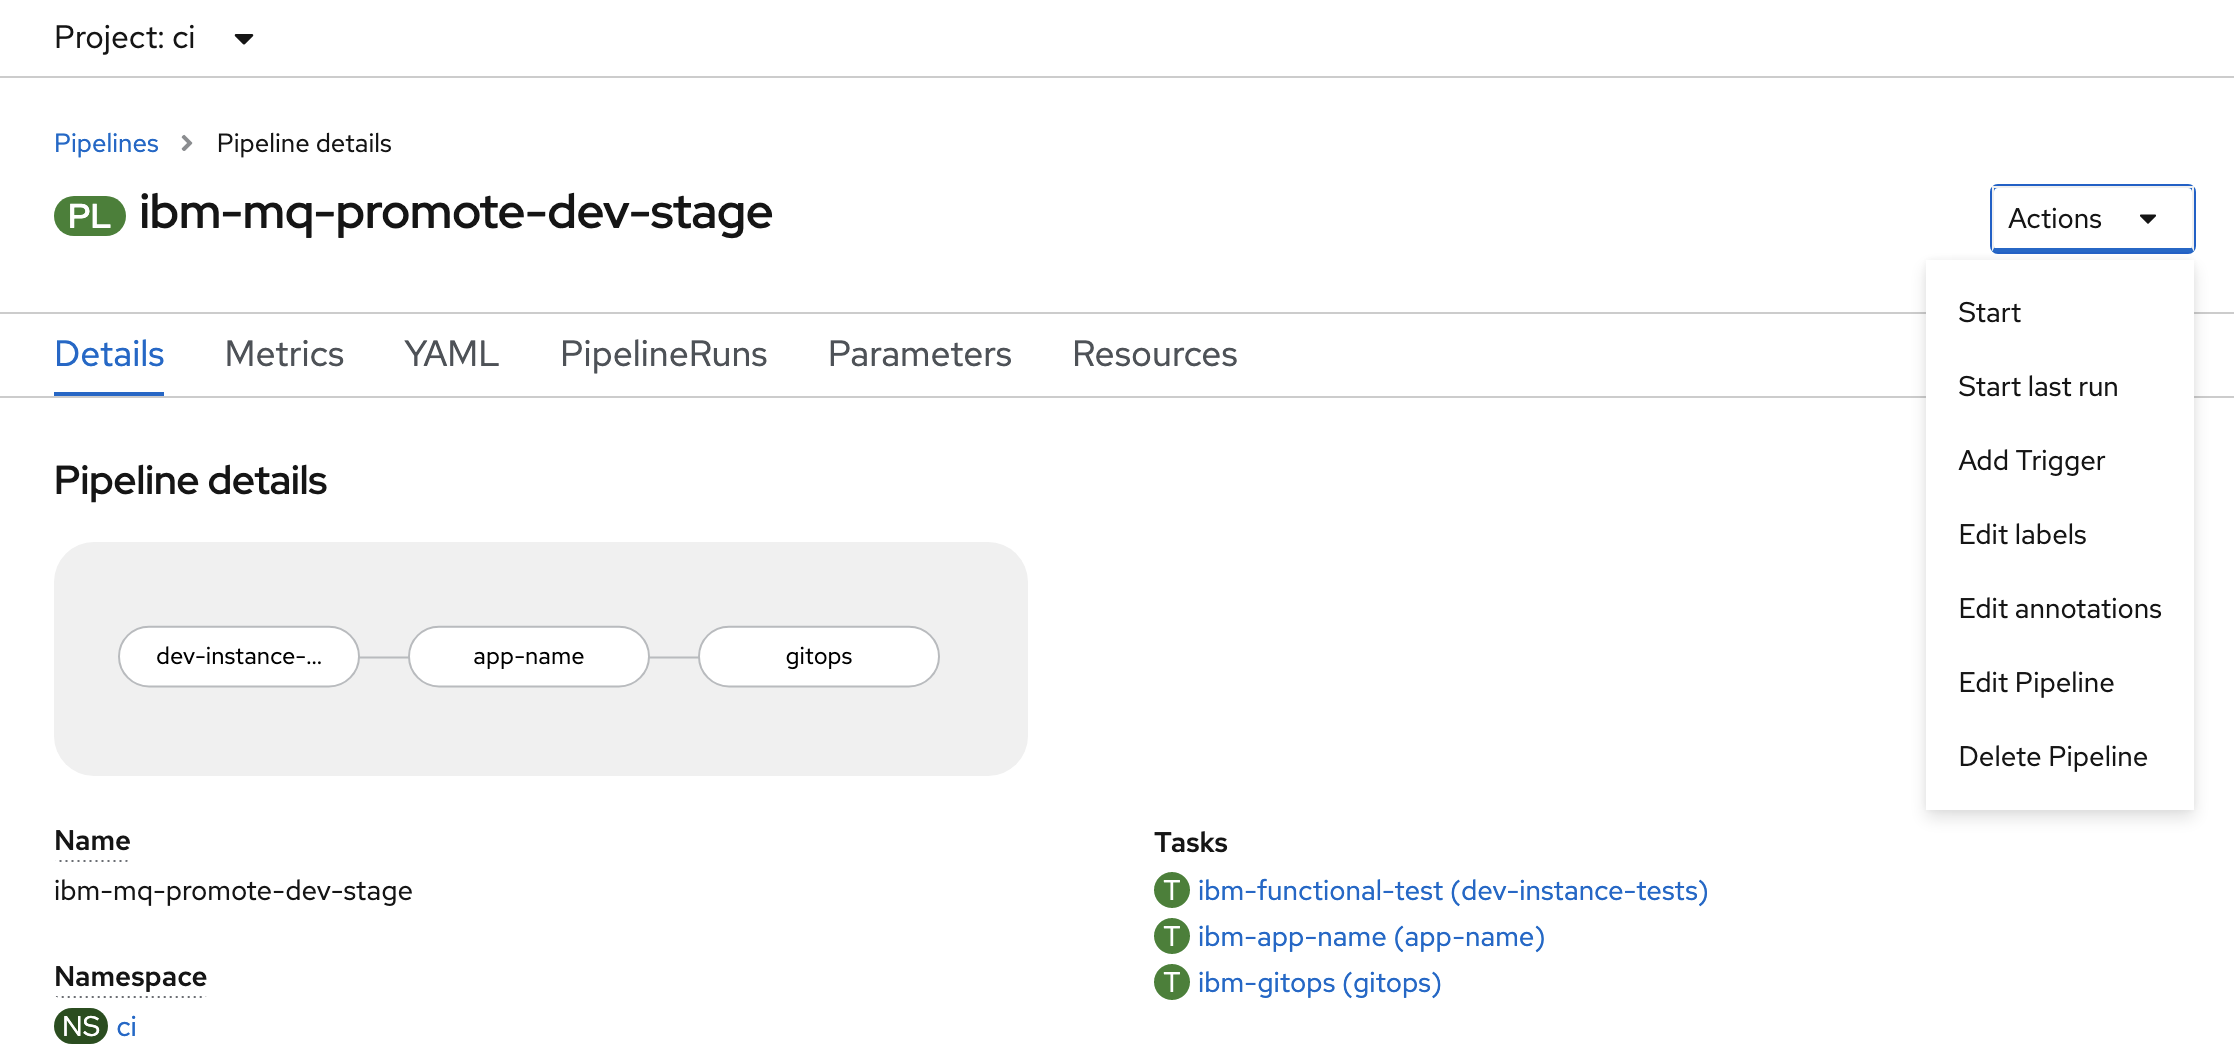 Project: ci
Pipelines > Pipeline details
PL ibm-mq-promote-dev-stage
Actions
Start
Start last run
Add Trigger
Edit labels
Edit annotations
Edit Pipeline
Delete Pipeline
Details Metrics YAML PipelineRuns Parameters Resources
Pipeline details
dev-instance-... app-name gitops
Name
ibm-mq-promote-dev-stage
Namespace
NS ci
Tasks
T ibm-functional-test (dev-instance-tests)
T ibm-app-name (app-name)
T ibm-gitops (gitops)